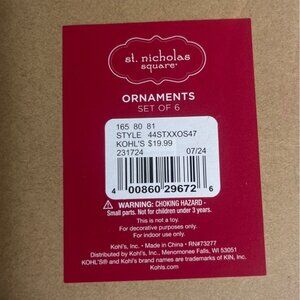 st. nicholas
square
ORNAMENTS
SET OF 6
165 80 81
STYLE 44STXXOS47
KOHL'S $19.99
231724 07/24
4 00860 29672 6
WARNING: CHOKING HAZARD -
Small parts. Not for children under 3 years.
This is not a toy.
For decorative purposes only.
For indoor use only.
Kohl's, Inc. • Made in China • RN#73277
Distributed by Kohl's, Inc., Menomonee Falls, WI 53051
KOHL'S® and Kohl's brand names are trademarks of KIN, Inc.
Kohls.com